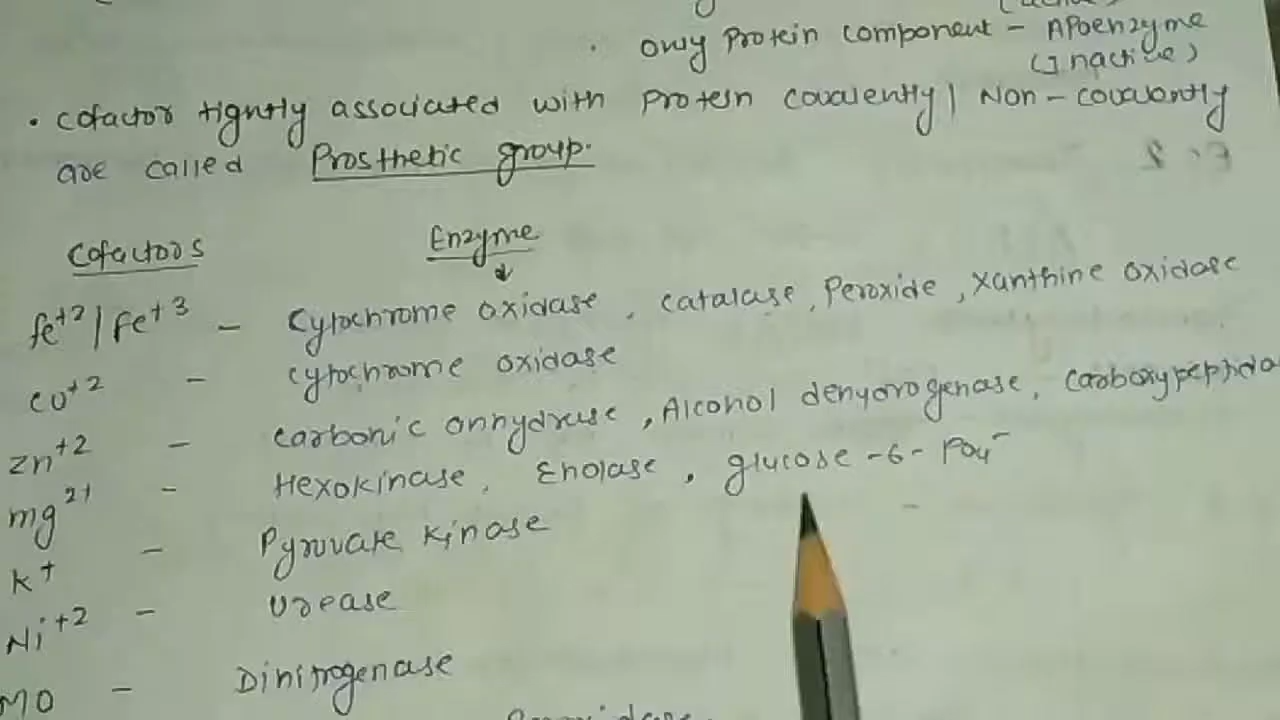 only Protein component - APoenzyme
(Inactive)
• cofactor tightly associated with Protein covalently| Non-covalently
are called Prosthetic group.
Cofactors Enzyme
fe+2|Fe+3 - Cytochrome oxidase, catalase, Peroxide, xanthine oxidase
cu+2 - cytochrome oxidase
Zn+2 - carbonic anhydrase, Alcohol dehydrogenase, carboxypeptida
mg2+ - Hexokinase, Enolase, glucose-6-Po4-
K+ - Pyruvate kinase
Ni+2 - urease
MO - Dinitrogenase